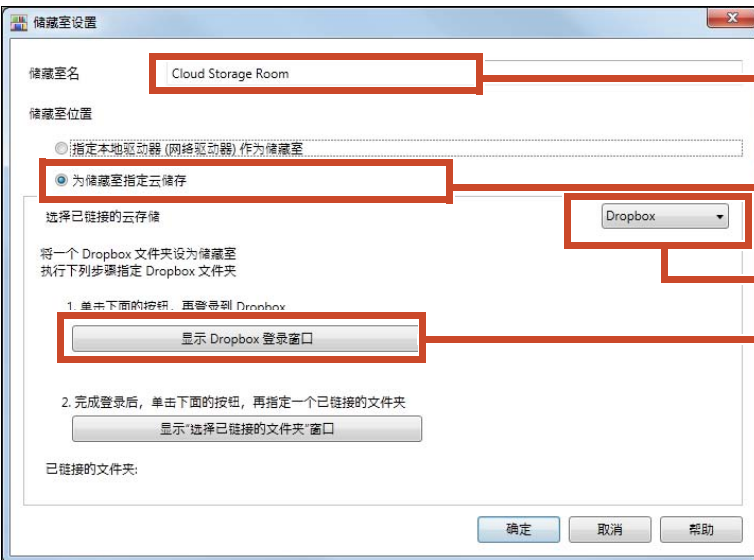 储藏室设置
储藏室名
Cloud Storage Room
储藏室位置
指定本地驱动器 (网络驱动器) 作为储藏室
为储藏室指定云储存
选择已链接的云存储
Dropbox
将一个 Dropbox 文件夹设为储藏室
执行下列步骤指定 Dropbox 文件夹
1. 单击下面的按钮，再登录到 Dropbox
显示 Dropbox 登录窗口
2. 完成登录后，单击下面的按钮，再指定一个已链接的文件夹
显示"选择已链接的文件夹"窗口
已链接的文件夹:
确定
取消
帮助